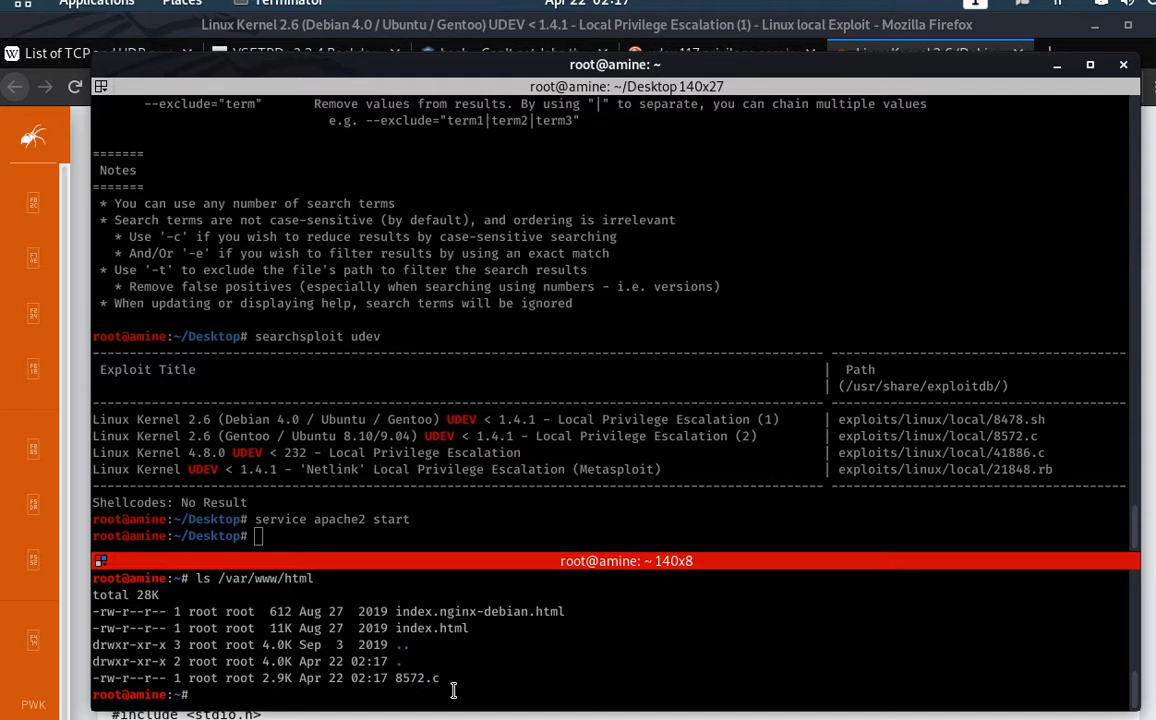 Applications Places Terminator Apr 22 02:17 1
Linux Kernel 2.6 (Debian 4.0 / Ubuntu / Gentoo) UDEV < 1.4.1 - Local Privilege Escalation (1) - Linux local Exploit - Mozilla Firefox
W List of TCP
root@amine: ~
root@amine: ~/Desktop 140x27
--exclude="term" Remove values from results. By using "|" to separate, you can chain multiple values
e.g. --exclude="term1|term2|term3"
=======
Notes
=======
* You can use any number of search terms
* Search terms are not case-sensitive (by default), and ordering is irrelevant
* Use '-c' if you wish to reduce results by case-sensitive searching
* And/Or '-e' if you wish to filter results by using an exact match
* Use '-t' to exclude the file's path to filter the search results
* Remove false positives (especially when searching using numbers - i.e. versions)
* When updating or displaying help, search terms will be ignored
root@amine:~/Desktop# searchsploit udev
Exploit Title | Path
| (/usr/share/exploitdb/)
Linux Kernel 2.6 (Debian 4.0 / Ubuntu / Gentoo) UDEV < 1.4.1 - Local Privilege Escalation (1) | exploits/linux/local/8478.sh
Linux Kernel 2.6 (Gentoo / Ubuntu 8.10/9.04) UDEV < 1.4.1 - Local Privilege Escalation (2) | exploits/linux/local/8572.c
Linux Kernel 4.8.0 UDEV < 232 - Local Privilege Escalation | exploits/linux/local/41886.c
Linux Kernel UDEV < 1.4.1 - 'Netlink' Local Privilege Escalation (Metasploit) | exploits/linux/local/21848.rb
Shellcodes: No Result
root@amine:~/Desktop# service apache2 start
root@amine:~/Desktop#
root@amine: ~ 140x8
root@amine:~# ls /var/www/html
total 28K
-rw-r--r-- 1 root root 612 Aug 27 2019 index.nginx-debian.html
-rw-r--r-- 1 root root 11K Aug 27 2019 index.html
drwxr-xr-x 3 root root 4.0K Sep 3 2019 ..
drwxr-xr-x 2 root root 4.0K Apr 22 02:17 .
-rw-r--r-- 1 root root 2.9K Apr 22 02:17 8572.c
root@amine:~#
PWK
#include <stdio.h>